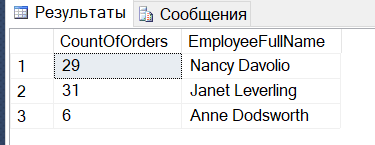 Результаты Сообщения
CountOfOrders EmployeeFullName
1 29 Nancy Davolio
2 31 Janet Leverling
3 6 Anne Dodsworth